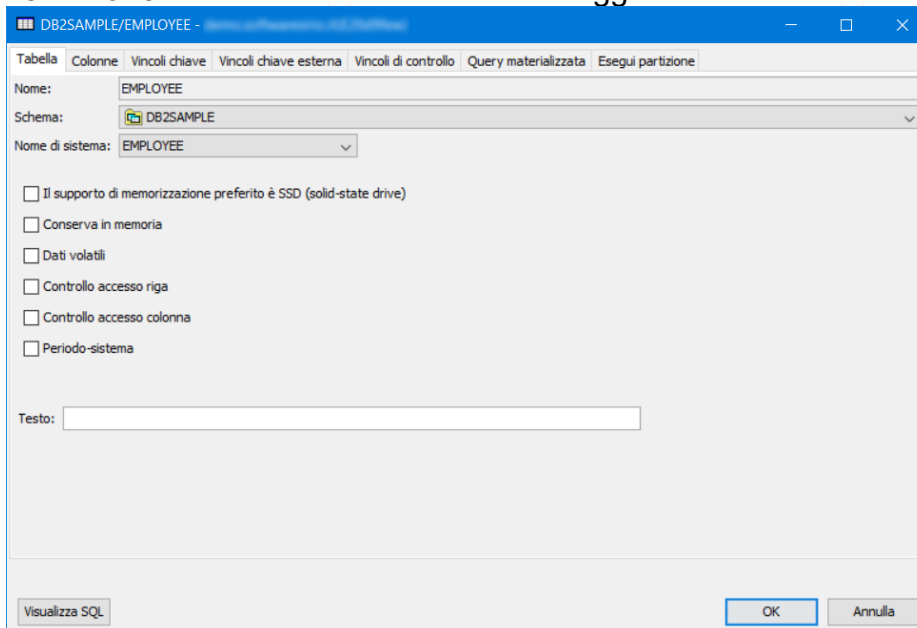 DB2SAMPLE/EMPLOYEE -
Tabella Colonne Vincoli chiave Vincoli chiave esterna Vincoli di controllo Query materializzata Esegui partizione
Nome: EMPLOYEE
Schema: DB2SAMPLE
Nome di sistema: EMPLOYEE
Il supporto di memorizzazione preferito è SSD (solid-state drive)
Conserva in memoria
Dati volatili
Controllo accesso riga
Controllo accesso colonna
Periodo-sistema
Testo:
Visualizza SQL OK Annulla